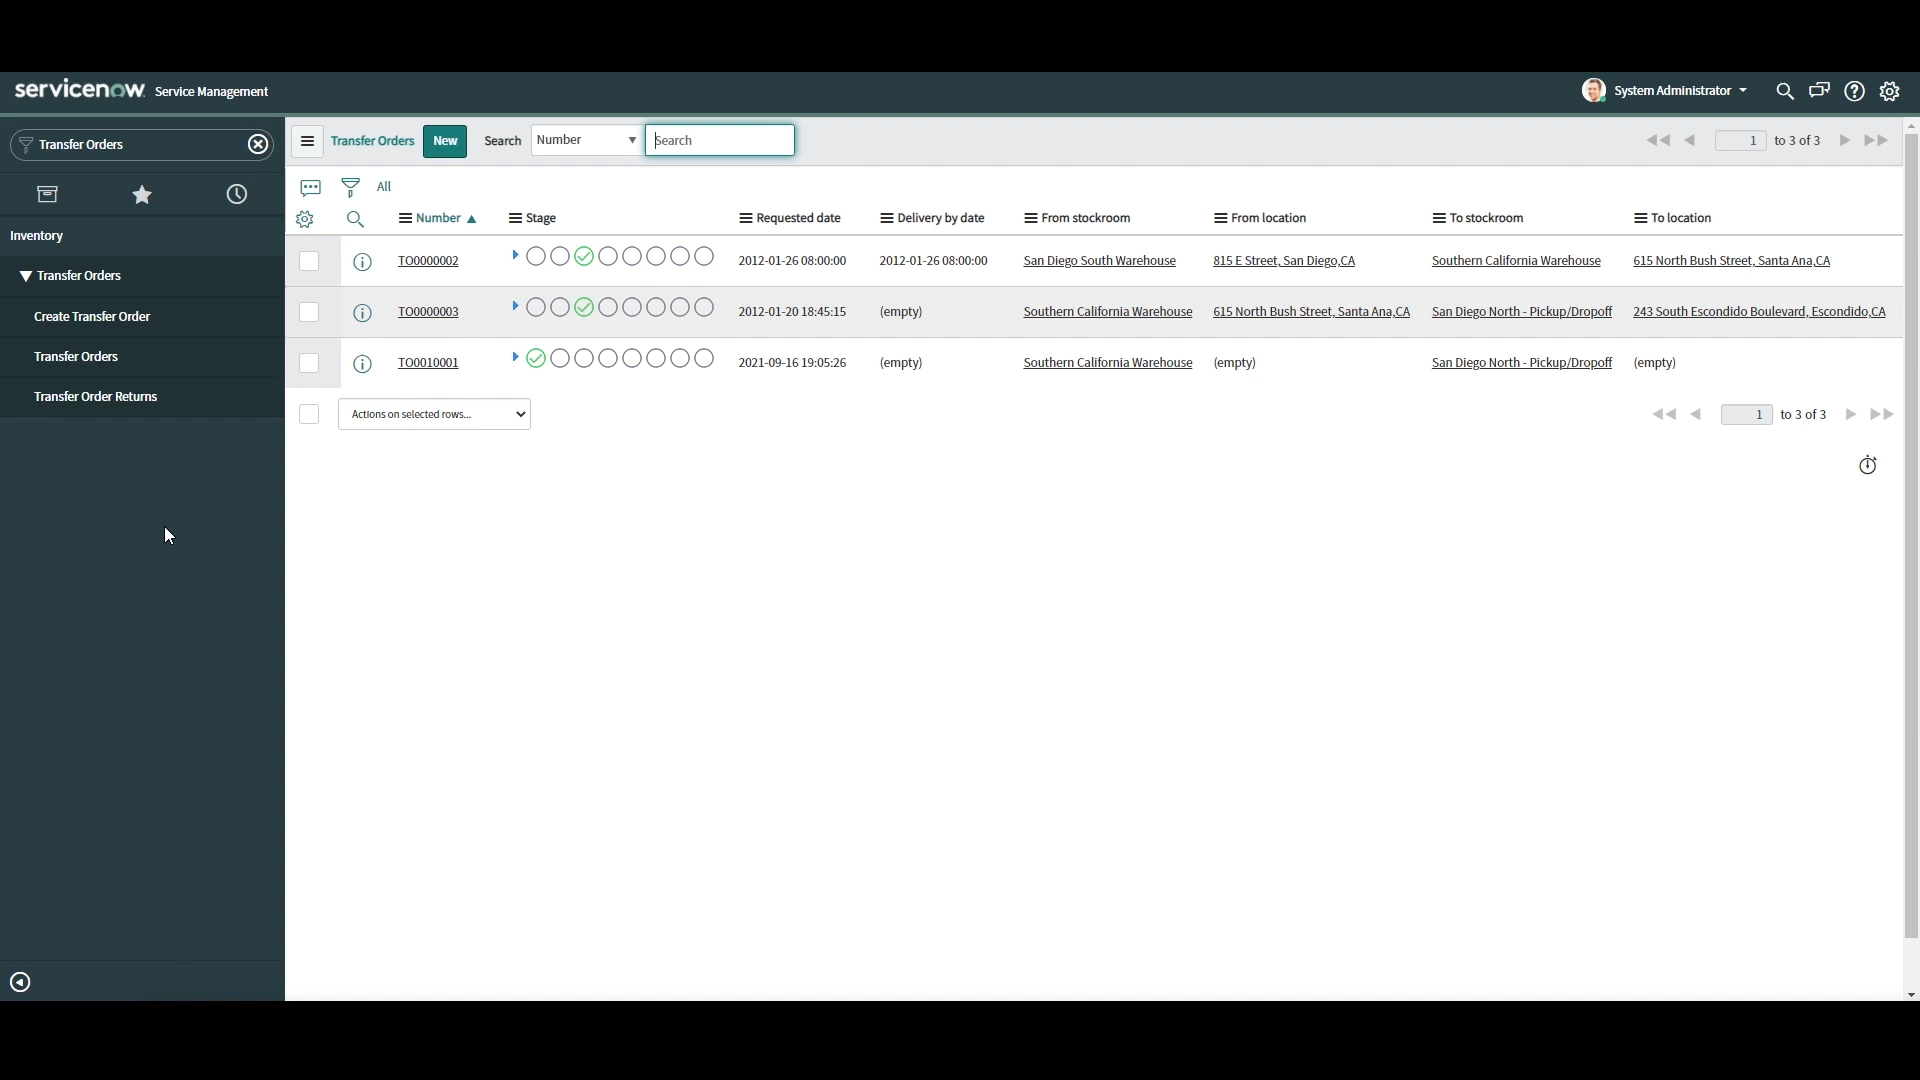 servicenow Service Management
System Administrator
Transfer Orders
Transfer Orders New Search Number Search
1 to 3 of 3
All
Number Stage Requested date Delivery by date From stockroom From location To stockroom To location
Inventory
Transfer Orders
Create Transfer Order
Transfer Orders
Transfer Order Returns
TO0000002 2012-01-26 08:00:00 2012-01-26 08:00:00 San Diego South Warehouse 815 E Street, San Diego,CA Southern California Warehouse 615 North Bush Street, Santa Ana,CA
TO0000003 2012-01-20 18:45:15 (empty) Southern California Warehouse 615 North Bush Street, Santa Ana,CA San Diego North - Pickup/Dropoff 243 South Escondido Boulevard, Escondido,CA
TO0010001 2021-09-16 19:05:26 (empty) Southern California Warehouse (empty) San Diego North - Pickup/Dropoff (empty)
Actions on selected rows...
1 to 3 of 3